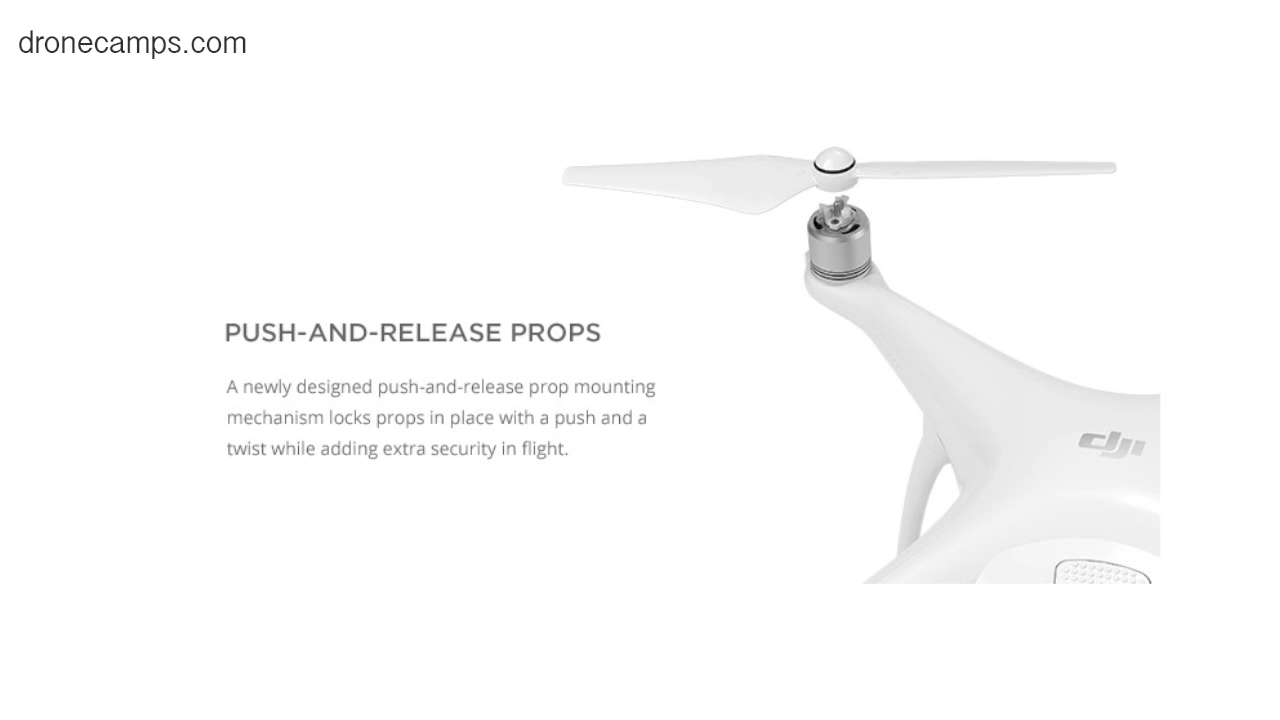 dronecamps.com
PUSH-AND-RELEASE PROPS
A newly designed push-and-release prop mounting
mechanism locks props in place with a push and a
twist while adding extra security in flight.
dji